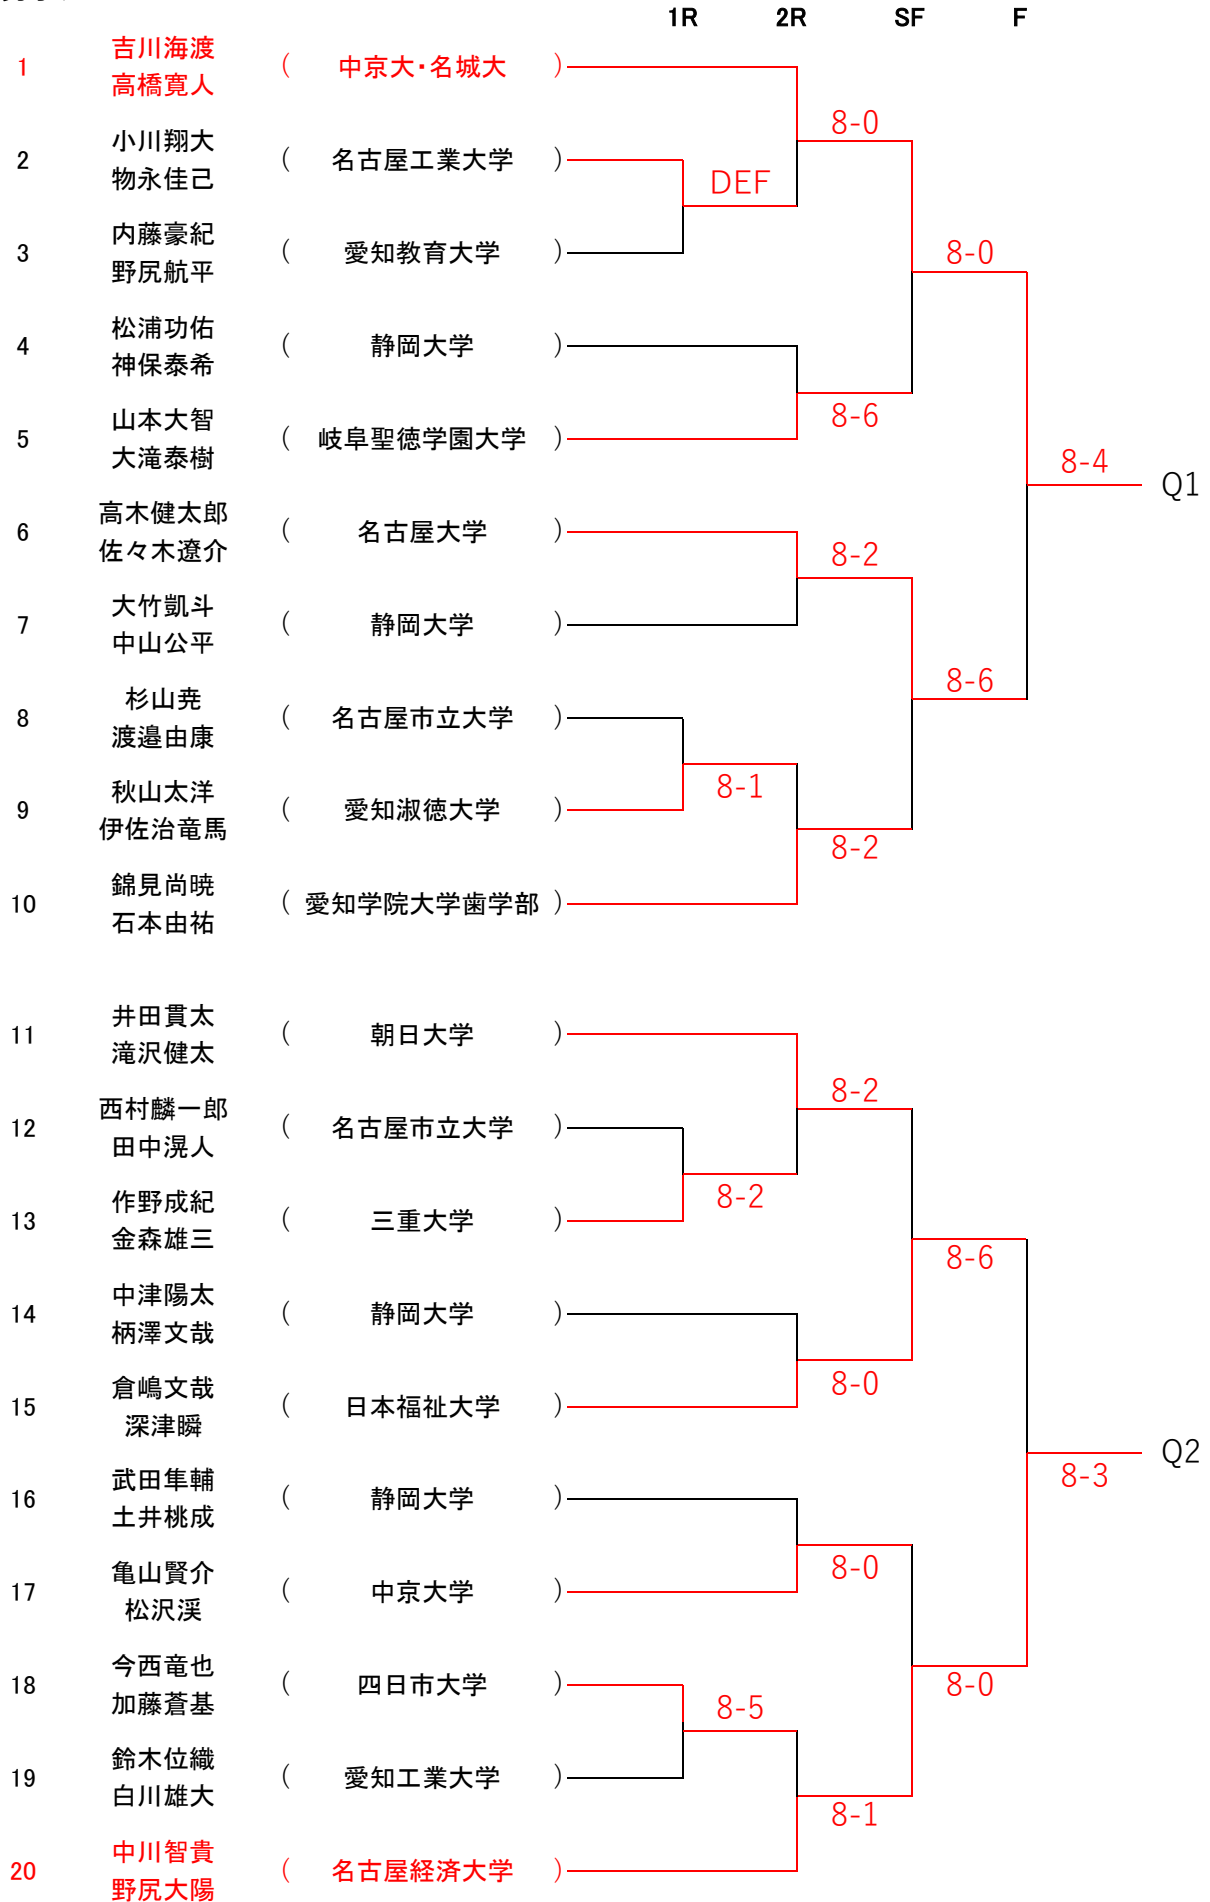 1R 2R SF F
吉川海渡
1 ( 中京大・名城大 )
高橋寛人
8-0
小川翔大
2 ( 名古屋工業大学 )
物永佳己
DEF
内藤豪紀
3 ( 愛知教育大学 )
野尻航平
8-0
松浦功佑
4 ( 静岡大学 )
神保泰希
8-6
山本大智
5 ( 岐阜聖徳学園大学 )
大滝泰樹
8-4
Q1
高木健太郎
6 ( 名古屋大学 )
佐々木遼介
8-2
大竹凱斗
7 ( 静岡大学 )
中山公平
8-6
杉山尭
8 ( 名古屋市立大学 )
渡邉由康
8-1
秋山太洋
9 ( 愛知淑徳大学 )
伊佐治竜馬
8-2
錦見尚暁
10 ( 愛知学院大学歯学部 )
石本由祐
井田貫太
11 ( 朝日大学 )
滝沢健太
8-2
西村麟一郎
12 ( 名古屋市立大学 )
田中滉人
8-2
作野成紀
13 ( 三重大学 )
金森雄三
8-6
中津陽太
14 ( 静岡大学 )
柄澤文哉
8-0
倉嶋文哉
15 ( 日本福祉大学 )
深津瞬
Q2
8-3
武田隼輔
16 ( 静岡大学 )
土井桃成
8-0
亀山賢介
17 ( 中京大学 )
松沢渓
8-0
今西竜也
18 ( 四日市大学 )
加藤蒼基
8-5
鈴木位織
19 ( 愛知工業大学 )
白川雄大
8-1
中川智貴
20 ( 名古屋経済大学 )
野尻大陽